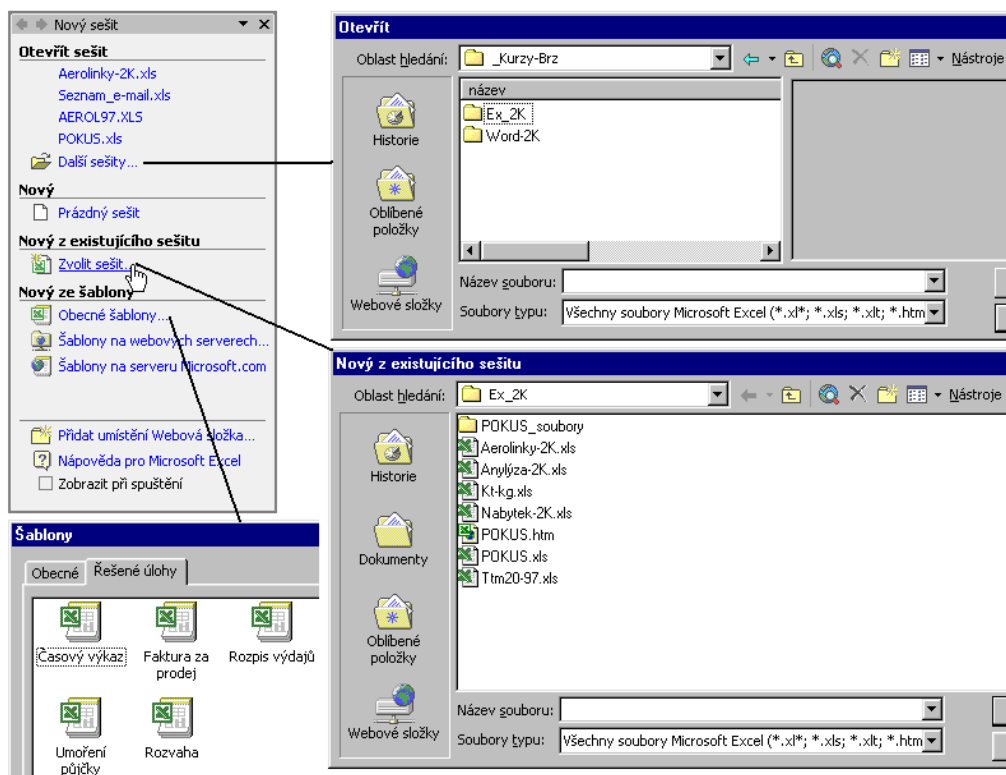 Nový sešit
Otevřít sešit
Aerolinky-2K.xls
Seznam_e-mail.xls
AEROL97.XLS
POKUS.xls
Další sešity...
Nový
Prázdný sešit
Nový z existujícího sešitu
Zvolit sešit...
Nový ze šablony
Obecné šablony...
Šablony na webových serverech...
Šablony na serveru Microsoft.com
Přidat umístění Webová složka...
Nápověda pro Microsoft Excel
Zobrazit při spuštění
Otevřít
Oblast hledání:
_Kurzy-Brz
Nástroje
název
Ex_2K
Word-2K
Historie
Oblíbené
položky
Webové složky
Název souboru:
Soubory typu:
Všechny soubory Microsoft Excel (*.xl*; *.xls; *.xlt; *.htm
Nový z existujícího sešitu
Oblast hledání:
Ex_2K
Nástroje
POKUS_soubory
Aerolinky-2K.xls
Anylýza-2K.xls
Kt-kg.xls
Nabytek-2K.xls
POKUS.htm
POKUS.xls
Ttm20-97.xls
Historie
Dokumenty
Oblíbené
položky
Webové složky
Název souboru:
Soubory typu:
Všechny soubory Microsoft Excel (*.xl*; *.xls; *.xlt; *.htm
Šablony
Obecné
Řešené úlohy
Časový výkaz
Faktura za
prodej
Rozpis výdajů
Umoření
půjčky
Rozvaha